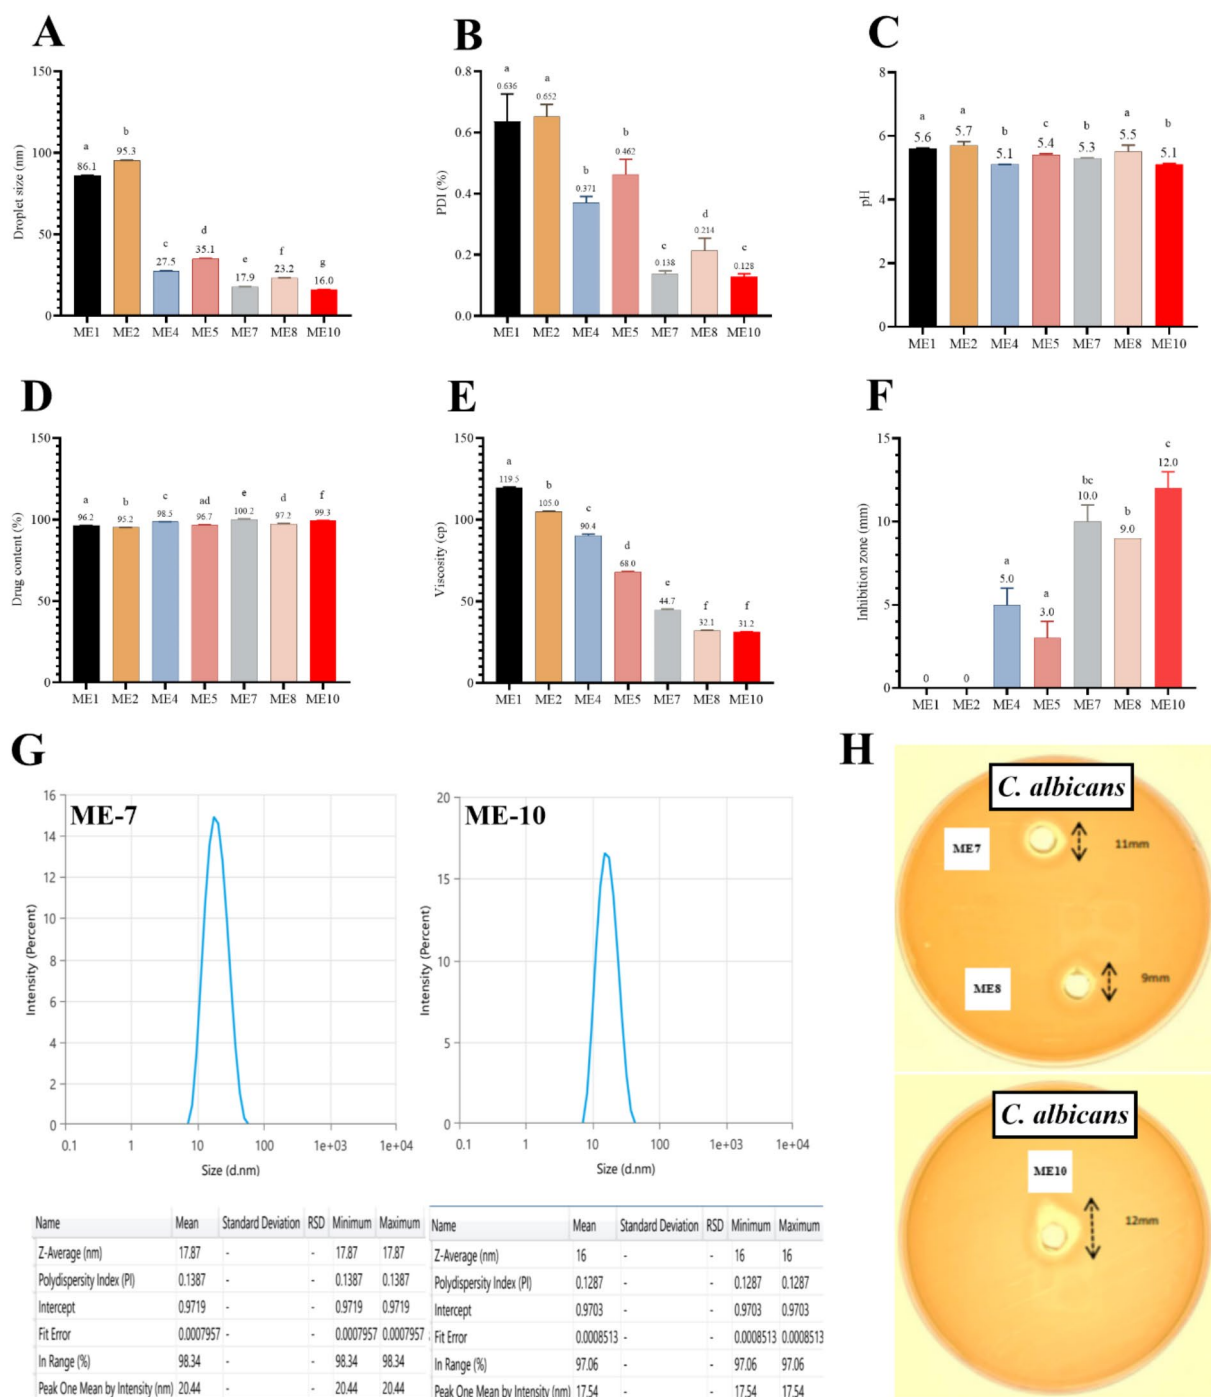 A
Droplet size (nm)
150
100
50
0
a
86.1
b
95.3
c
27.5
d
35.1
e
17.9
f
23.2
g
16.0
ME1 ME2 ME4 ME5 ME7 ME8 ME10
B
PDI (%)
0.8
0.6
0.4
0.2
0.0
a
0.636
a
0.652
b
0.371
b
0.462
c
0.138
d
0.214
c
0.128
ME1 ME2 ME4 ME5 ME7 ME8 ME10
C
pH
8
6
4
2
0
a
5.6
a
5.7
b
5.1
c
5.4
b
5.3
a
5.5
b
5.1
ME1 ME2 ME4 ME5 ME7 ME8 ME10
D
Drug content (%)
150
100
50
0
a
96.2
b
95.2
c
98.5
ad
96.7
e
100.2
d
97.2
f
99.3
ME1 ME2 ME4 ME5 ME7 ME8 ME10
E
Viscosity (cp)
150
100
50
0
a
119.5
b
105.0
c
90.4
d
68.0
e
44.7
f
32.1
f
31.2
ME1 ME2 ME4 ME5 ME7 ME8 ME10
F
Inhibition zone (mm)
15
10
5
0
0
0
a
5.0
a
3.0
bc
10.0
b
9.0
c
12.0
ME1 ME2 ME4 ME5 ME7 ME8 ME10
G
ME-7
Intensity (Percent)
16
14
12
10
8
6
4
2
0
0.1 1 10 100 1e+03 1e+04
Size (d.nm)
ME-10
Intensity (Percent)
20
15
10
5
0
0.1 1 10 100 1e+03 1e+04
Size (d.nm)
Name Mean Standard Deviation RSD Minimum Maximum
Z-Average (nm) 17.87 - - 17.87 17.87
Polydispersity Index (PI) 0.1387 - - 0.1387 0.1387
Intercept 0.9719 - - 0.9719 0.9719
Fit Error 0.0007957 - - 0.0007957 0.0007957
In Range (%) 98.34 - - 98.34 98.34
Peak One Mean by Intensity (nm) 20.44 - - 20.44 20.44
Name Mean Standard Deviation RSD Minimum Maximum
Z-Average (nm) 16 - - 16 16
Polydispersity Index (PI) 0.1287 - - 0.1287 0.1287
Intercept 0.9703 - - 0.9703 0.9703
Fit Error 0.0008513 - - 0.0008513 0.0008513
In Range (%) 97.06 - - 97.06 97.06
Peak One Mean by Intensity (nm) 17.54 - - 17.54 17.54
H
C. albicans
ME7
11mm
ME8
9mm
C. albicans
ME10
12mm